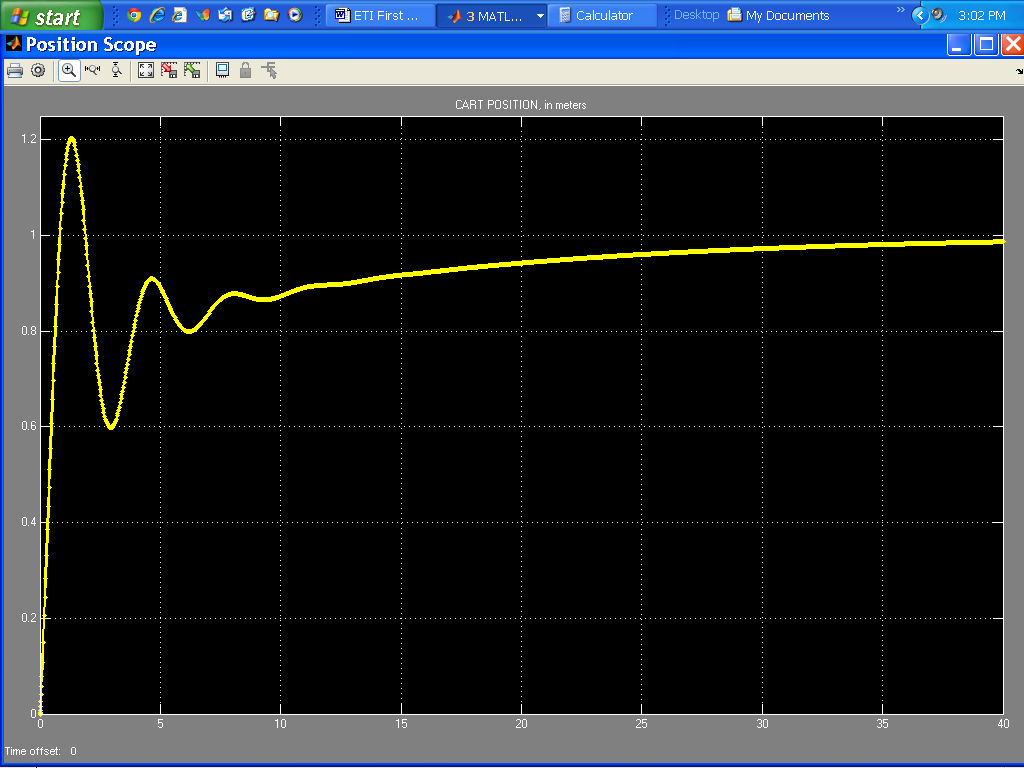 start ETI First ... 3 MATL... Calculator Desktop My Documents 3:02 PM
Position Scope
CART POSITION, in meters
1.2
1
0.8
0.6
0.4
0.2
0
0 5 10 15 20 25 30 35 40
Time offset: 0